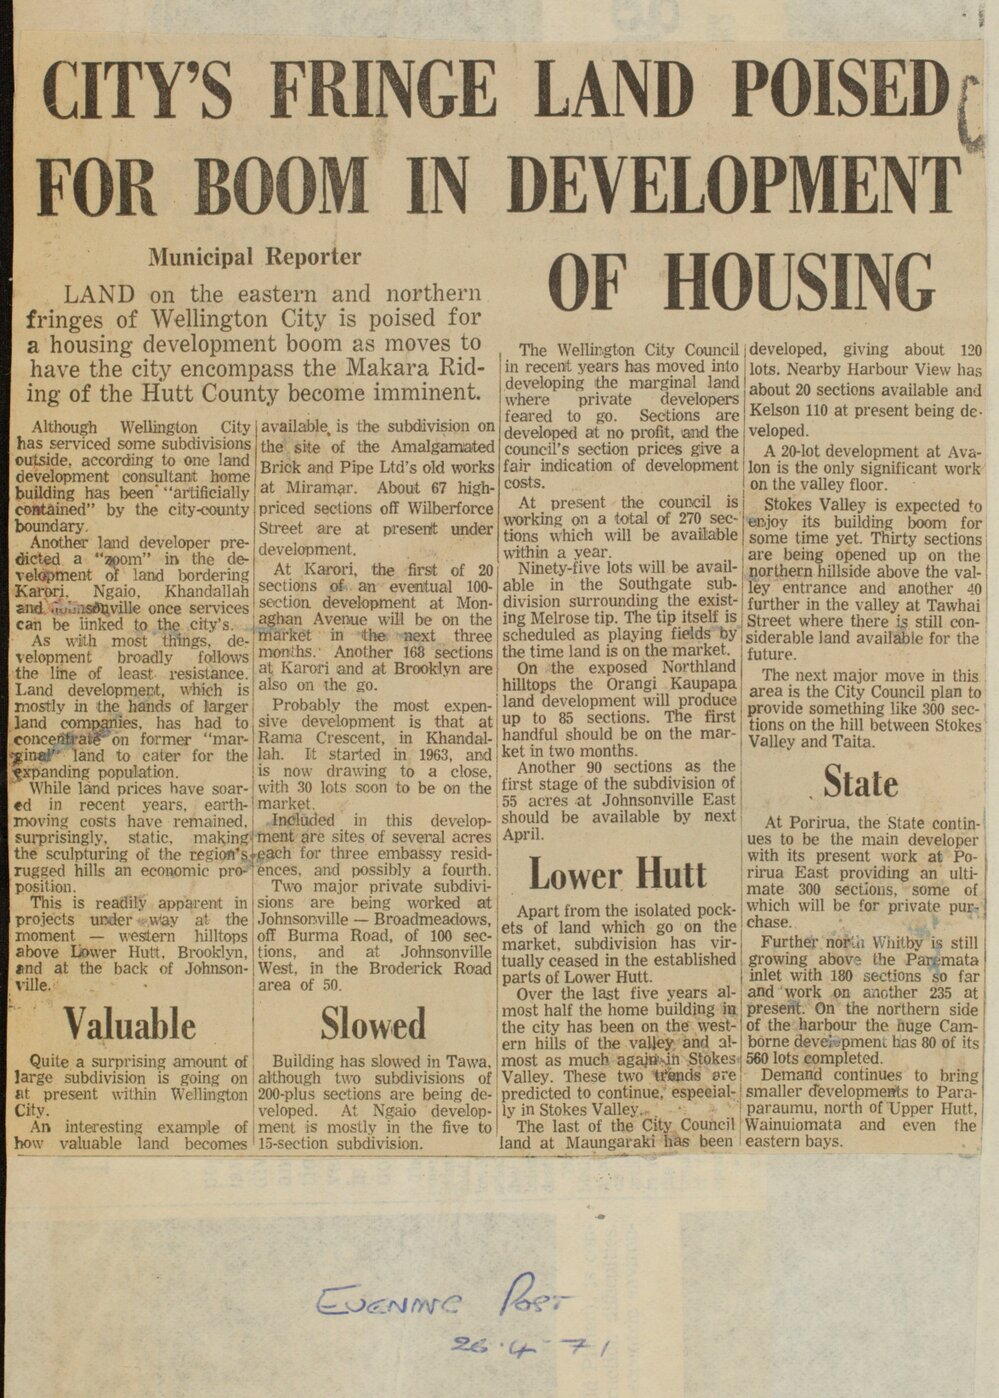 CITY'S FRINGE LAND POISED
FOR BOOM IN DEVELOPMENT
OF HOUSING
Municipal Reporter
LAND on the eastern and northern
fringes of Wellington City is poised for
a housing development boom as moves to
have the city encompass the Makara Rid-
ing of the Hutt County become imminent.
Although Wellington City
has serviced some subdivisions
outside, according to one land
development consultant home
building has been "artificially
contained" by the city-county
boundary.
Another land developer pre-
dicted a "zoom" in the de-
velopment of land bordering
Karori, Ngaio, Khandallah
and Johnsonville once services
can be linked to the city's.
As with most things, de-
velopment broadly follows
the line of least resistance.
Land development, which is
mostly in the hands of larger
land companies, has had to
concentrate on former "mar-
ginal" land to cater for the
expanding population.
While land prices have soar-
ed in recent years, earth-
moving costs have remained,
surprisingly, static, making
the sculpturing of the region's
rugged hills an economic pro-
position.
This is readily apparent in
projects under way at the
moment — western hilltops
above Lower Hutt, Brooklyn,
and at the back of Johnson-
ville.
Valuable
Quite a surprising amount of
large subdivision is going on
at present within Wellington
City.
An interesting example of
how valuable land becomes
available is the subdivision on
the site of the Amalgamated
Brick and Pipe Ltd's old works
at Miramar. About 67 high-
priced sections off Wilberforce
Street are at present under
development.
At Karori, the first of 20
sections of an eventual 100-
section development at Mon-
aghan Avenue will be on the
market in the next three
months. Another 168 sections
at Karori and at Brooklyn are
also on the go.
Probably the most expen-
sive development is that at
Rama Crescent, in Khandal-
lah. It started in 1963, and
is now drawing to a close,
with 30 lots soon to be on the
market.
Included in this develop-
ment are sites of several acres
each for three embassy resid-
ences, and possibly a fourth.
Two major private subdivi-
sions are being worked at
Johnsonville — Broadmeadows,
off Burma Road, of 100 sec-
tions, and at Johnsonville
West, in the Broderick Road
area of 50.
Slowed
Building has slowed in Tawa,
although two subdivisions of
200-plus sections are being de-
veloped. At Ngaio develop-
ment is mostly in the five to
15-section subdivision.
The Wellington City Council
in recent years has moved into
developing the marginal land
where private developers
feared to go. Sections are
developed at no profit, and the
council's section prices give a
fair indication of development
costs.
At present the council is
working on a total of 270 sec-
tions which will be available
within a year.
Ninety-five lots will be avail-
able in the Southgate sub-
division surrounding the exist-
ing Melrose tip. The tip itself is
scheduled as playing fields by
the time land is on the market.
On the exposed Northland
hilltops the Orangi Kaupapa
land development will produce
up to 85 sections. The first
handful should be on the mar-
ket in two months.
Another 90 sections as the
first stage of the subdivision of
55 acres at Johnsonville East
should be available by next
April.
Lower Hutt
Apart from the isolated pock-
ets of land which go on the
market, subdivision has vir-
tually ceased in the established
parts of Lower Hutt.
Over the last five years al-
most half the home building in
the city has been on the west-
ern hills of the valley and al-
most as much again in Stokes
Valley. These two trends are
predicted to continue, especial-
ly in Stokes Valley.
The last of the City Council
land at Maungaraki has been
developed, giving about 120
lots. Nearby Harbour View has
about 20 sections available and
Kelson 110 at present being de-
veloped.
A 20-lot development at Ava-
lon is the only significant work
on the valley floor.
Stokes Valley is expected to
enjoy its building boom for
some time yet. Thirty sections
are being opened up on the
northern hillside above the val-
ley entrance and another 40
further in the valley at Tawhai
Street where there is still con-
siderable land available for the
future.
The next major move in this
area is the City Council plan to
provide something like 300 sec-
tions on the hill between Stokes
Valley and Taita.
State
At Porirua, the State contin-
ues to be the main developer
with its present work at Po-
rirua East providing an ulti-
mate 300 sections, some of
which will be for private pur-
chase.
Further north Whitby is still
growing above the Paremata
inlet with 180 sections so far
and work on another 235 at
present. On the northern side
of the harbour the huge Cam-
borne development has 80 of its
560 lots completed.
Demand continues to bring
smaller developments to Para-
paraumu, north of Upper Hutt,
Wainuiomata and even the
eastern bays.
EVENING POST
26.4.71